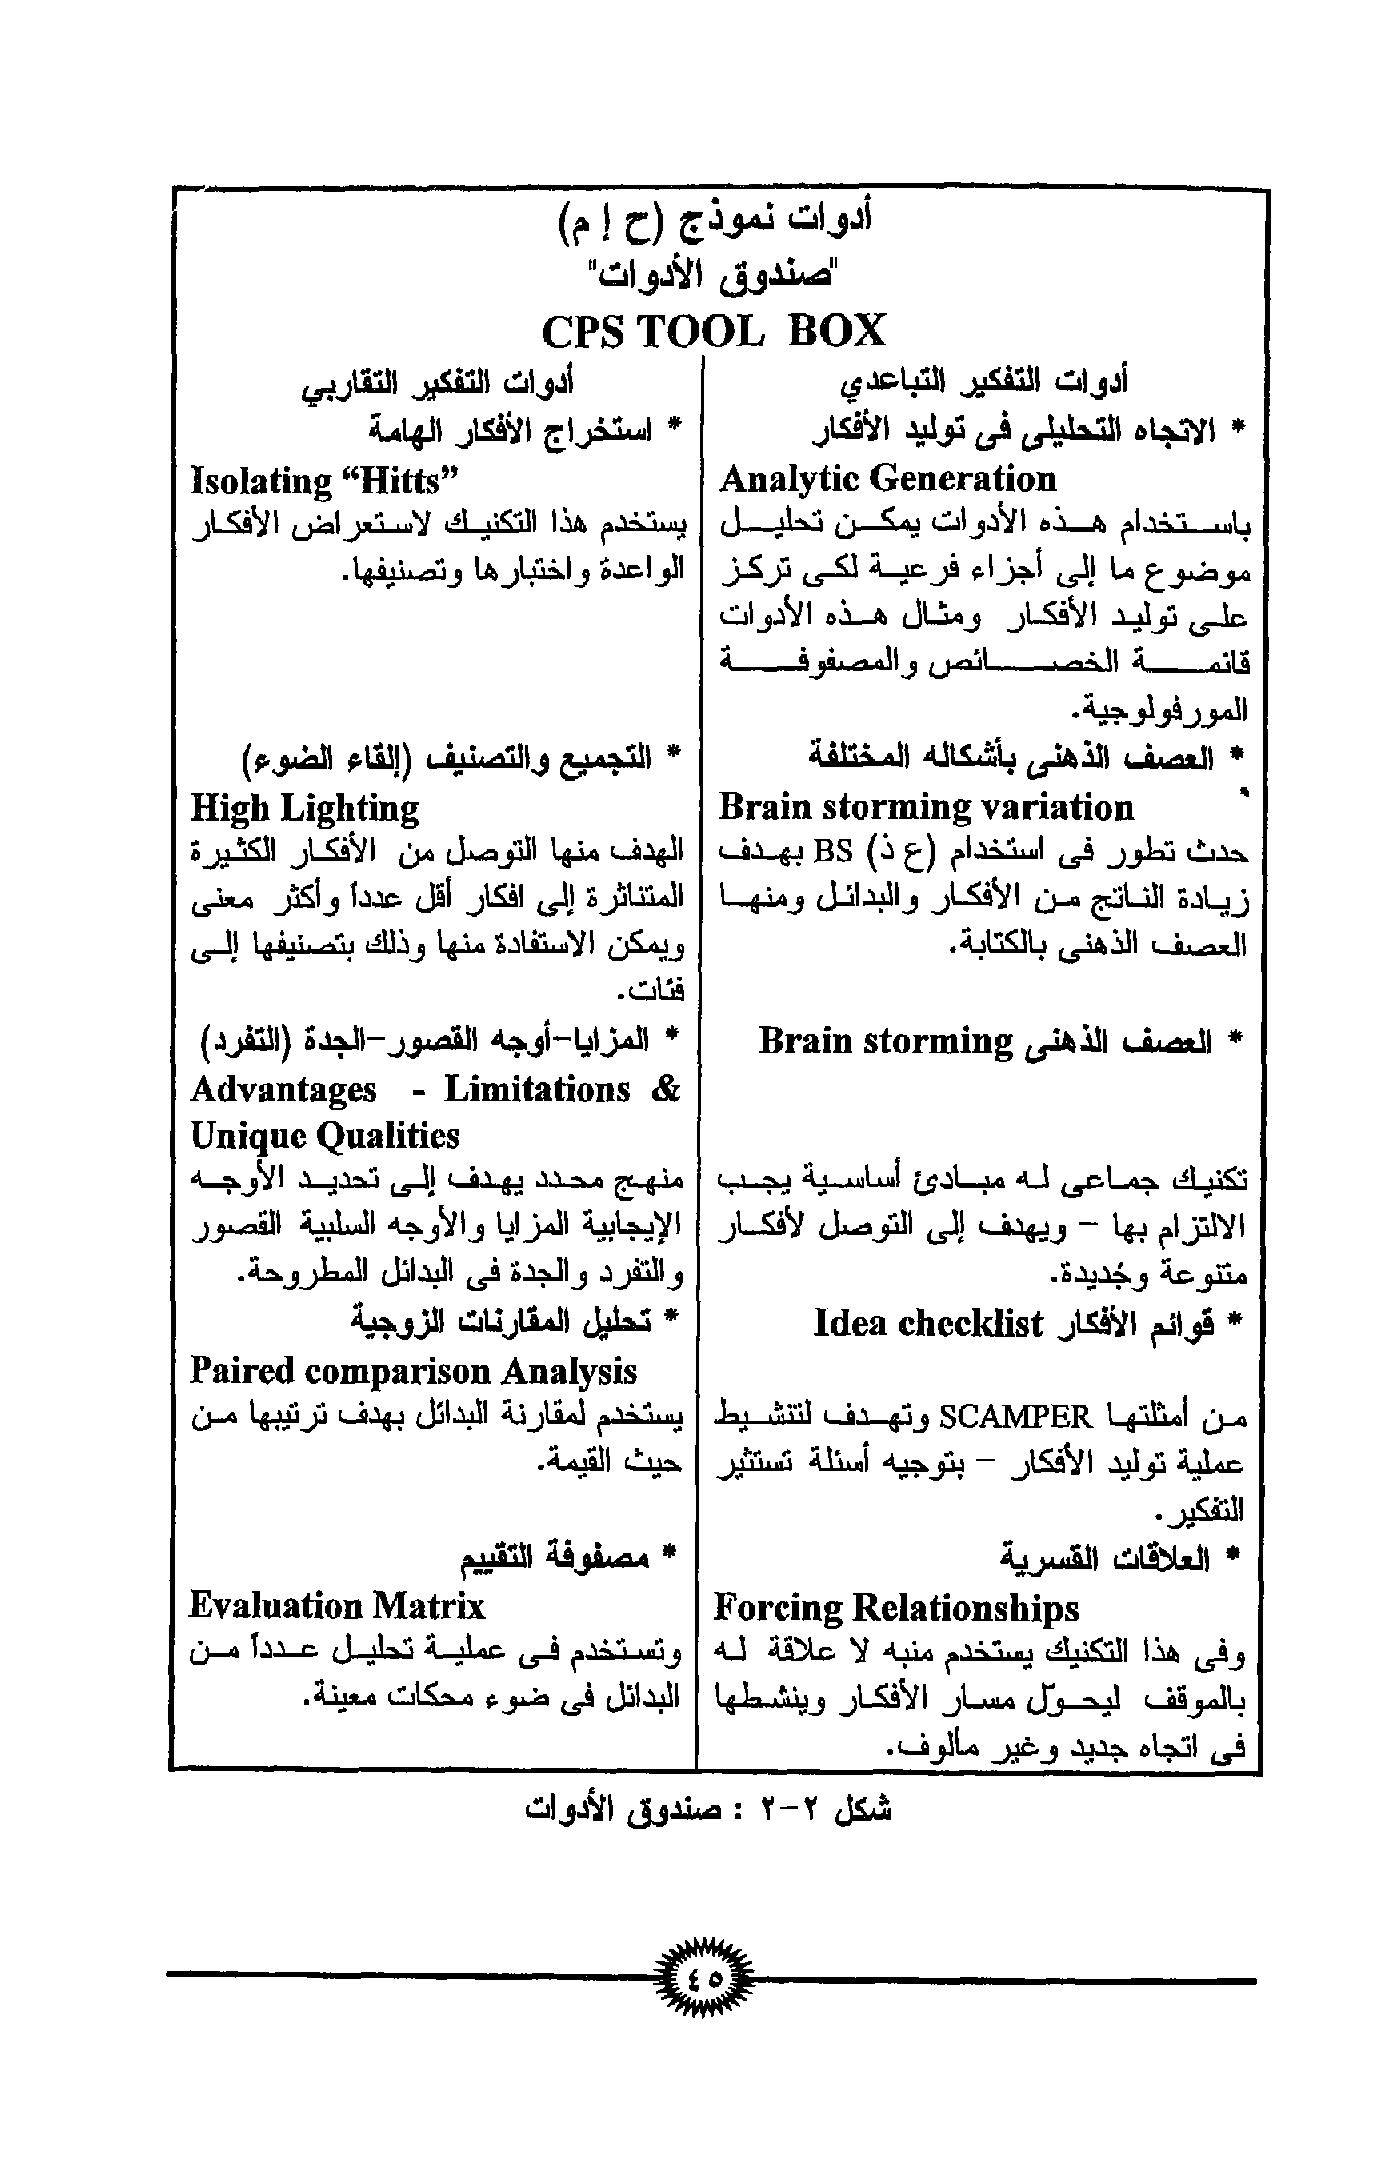 أدوات نموذج (ح إ م)
"صندوق الأدوات"
CPS TOOL BOX
أدوات التفكير التباعدي
* الاتجاه التحليلى فى توليد الأفكار
Analytic Generation
باستخدام هذه الأدوات يمكن تحليل
موضوع ما إلى أجزاء فرعية لكى تركز
على توليد الأفكار ومثال هذه الأدوات
قائمة الخصائص والمصفوفة
المورفولوجية.
* العصف الذهنى بأشكاله المختلفة
Brain storming variation
حدث تطور فى استخدام (ع ذ) BS بهدف
زيادة الناتج من الأفكار والبدائل ومنها
العصف الذهنى بالكتابة.
* العصف الذهنى Brain storming
تكنيك جماعى له مبادئ أساسية يجب
الالتزام بها – ويهدف إلى التوصل لأفكار
متنوعة وجديدة.
* قوائم الأفكار Idea checklist
من أمثلتها SCAMPER وتهدف لتنشيط
عملية توليد الأفكار – بتوجيه أسئلة تستثير
التفكير.
* العلاقات القسرية
Forcing Relationships
وفى هذا التكنيك يستخدم منبه لا علاقة له
بالموقف ليحوّل مسار الأفكار وينشطها
فى اتجاه جديد وغير مألوف.
أدوات التفكير التقاربي
* استخراج الأفكار الهامة
Isolating “Hitts”
يستخدم هذا التكنيك لاستعراض الأفكار
الواعدة واختبارها وتصنيفها.
* التجميع والتصنيف (إلقاء الضوء)
High Lighting
الهدف منها التوصل من الأفكار الكثيرة
المتناثرة إلى افكار أقل عدداً وأكثر معنى
ويمكن الاستفادة منها وذلك بتصنيفها إلى
فئات.
* المزايا-أوجه القصور-الجدة (التفرد)
Advantages - Limitations &
Unique Qualities
منهج محدد يهدف إلى تحديد الأوجه
الإيجابية المزايا والأوجه السلبية القصور
والتفرد والجدة فى البدائل المطروحة.
* تحليل المقارنات الزوجية
Paired comparison Analysis
يستخدم لمقارنة البدائل بهدف ترتيبها من
حيث القيمة.
* مصفوفة التقييم
Evaluation Matrix
وتستخدم فى عملية تحليل عدداً من
البدائل فى ضوء محكات معينة.
شكل ٢-٢ : صندوق الأدوات
٤٥